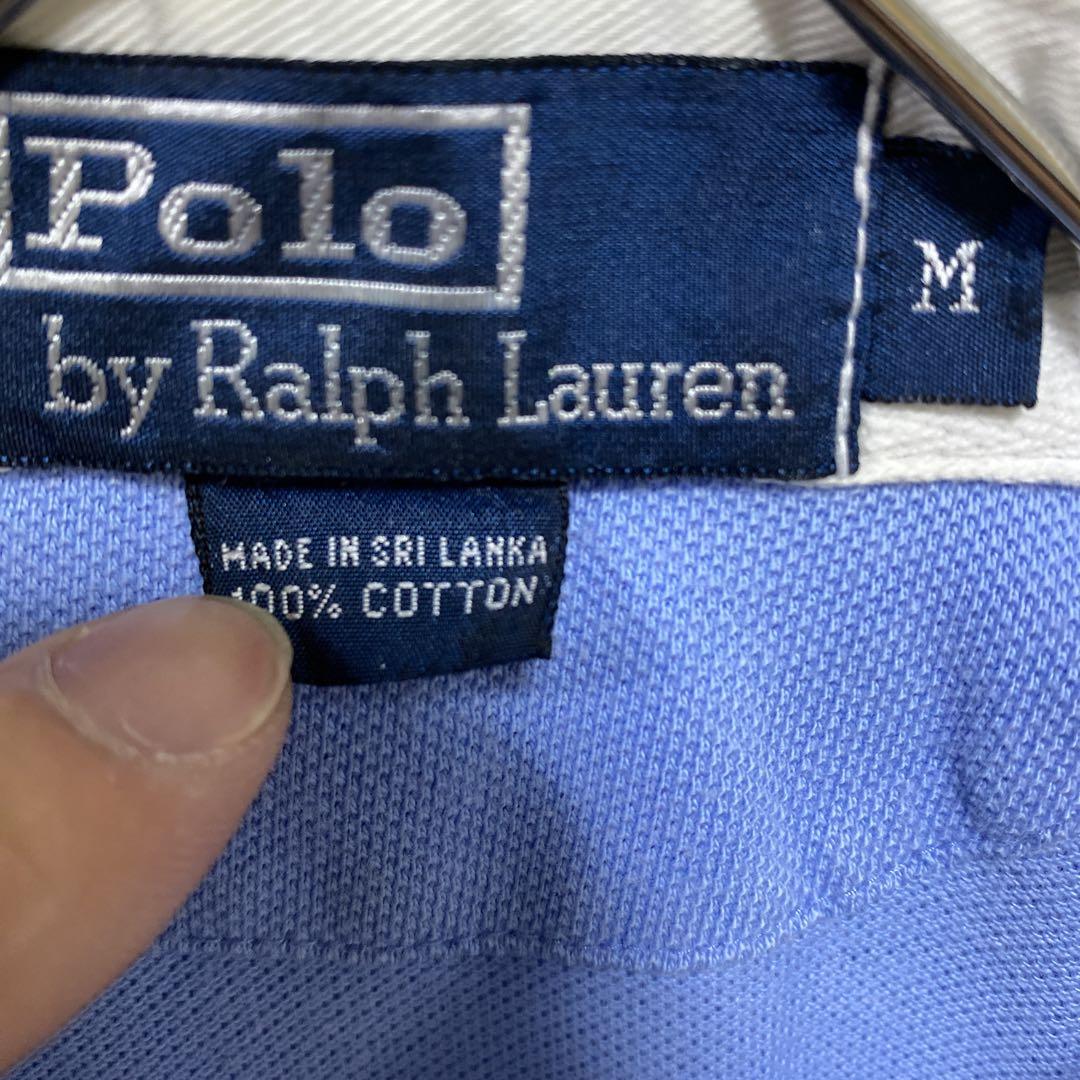 Polo
by Ralph Lauren
M
MADE IN SRI LANKA
100% COTTON